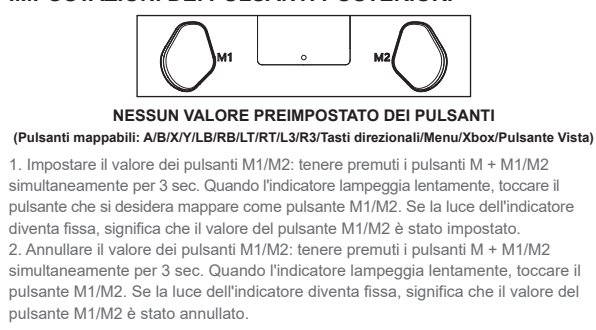 IMPOSTAZIONI DEI PULSANTI POSTERIORI
M1
M2
NESSUN VALORE PREIMPOSTATO DEI PULSANTI
(Pulsanti mappabili: A/B/X/Y/LB/RB/LT/RT/L3/R3/Tasti direzionali/Menu/Xbox/Pulsante Vista)
1. Impostare il valore dei pulsanti M1/M2: tenere premuti i pulsanti M + M1/M2
simultaneamente per 3 sec. Quando l'indicatore lampeggia lentamente, toccare il
pulsante che si desidera mappare come pulsante M1/M2. Se la luce dell'indicatore
diventa fissa, significa che il valore del pulsante M1/M2 è stato impostato.
2. Annullare il valore dei pulsanti M1/M2: tenere premuti i pulsanti M + M1/M2
simultaneamente per 3 sec. Quando l'indicatore lampeggia lentamente, toccare il
pulsante M1/M2. Se la luce dell'indicatore diventa fissa, significa che il valore del
pulsante M1/M2 è stato annullato.